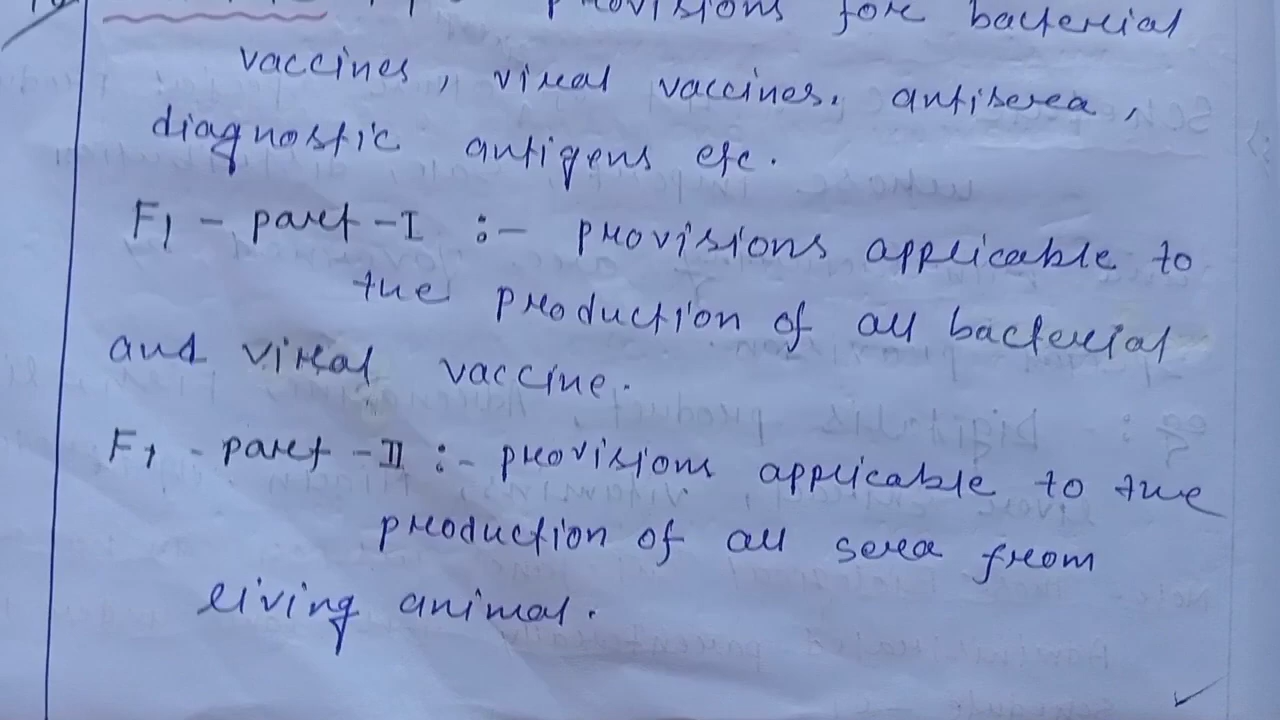 provisions for bacterial
vaccines, viral vaccines, antisera,
diagnostic antigens etc.
F1 - part-I :- provisions applicable to
the production of all bacterial
and viral vaccine.
F1 - part-II :- provisions applicable to the
production of all sera from
living animal.